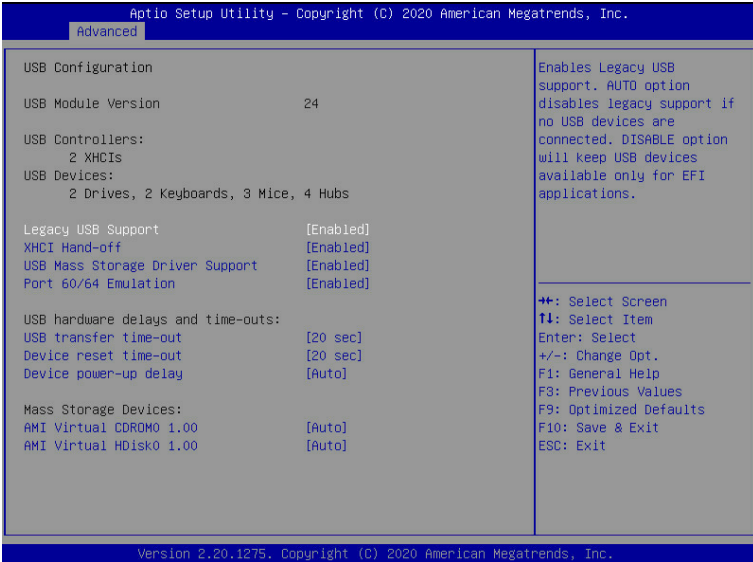 Aptio Setup Utility – Copyright (C) 2020 American Megatrends, Inc.
Advanced
USB Configuration
USB Module Version 24
USB Controllers:
2 XHCIs
USB Devices:
2 Drives, 2 Keyboards, 3 Mice, 4 Hubs
Legacy USB Support [Enabled]
XHCI Hand-off [Enabled]
USB Mass Storage Driver Support [Enabled]
Port 60/64 Emulation [Enabled]
USB hardware delays and time-outs:
USB transfer time-out [20 sec]
Device reset time-out [20 sec]
Device power-up delay [Auto]
Mass Storage Devices:
AMI Virtual CDROM0 1.00 [Auto]
AMI Virtual HDisk0 1.00 [Auto]
Enables Legacy USB
support. AUTO option
disables legacy support if
no USB devices are
connected. DISABLE option
will keep USB devices
available only for EFI
applications.
→←: Select Screen
↑↓: Select Item
Enter: Select
+/-: Change Opt.
F1: General Help
F3: Previous Values
F9: Optimized Defaults
F10: Save & Exit
ESC: Exit
Version 2.20.1275. Copyright (C) 2020 American Megatrends, Inc.